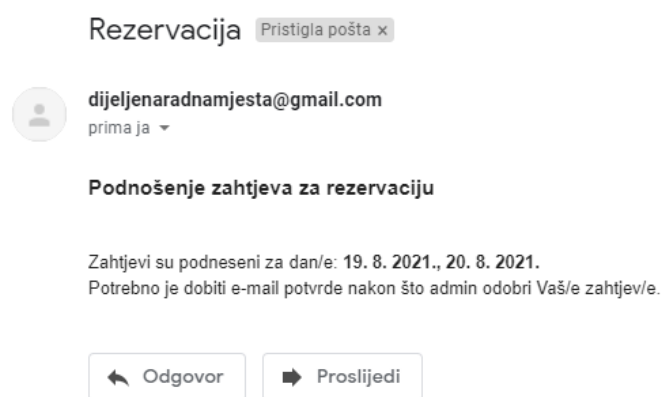 Rezervacija Pristigla pošta x
dijeljenaradnamjesta@gmail.com
prima ja
Podnošenje zahtjeva za rezervaciju
Zahtjevi su podneseni za dan/e: 19. 8. 2021., 20. 8. 2021.
Potrebno je dobiti e-mail potvrde nakon što admin odobri Vaš/e zahtjev/e.
Odgovor Proslijedi